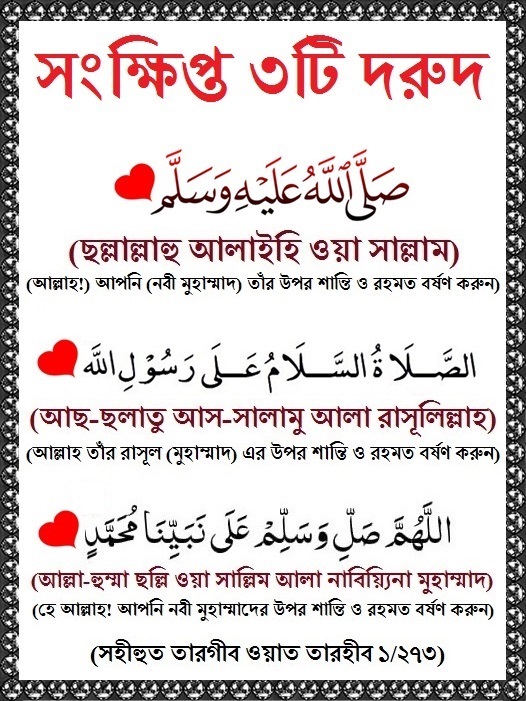 সংক্ষিপ্ত ৩টি দরুদ
صَلَّى اللَّهُ عَلَيْهِ وَسَلَّمَ
(ছল্লাল্লাহু আলাইহি ওয়া সাল্লাম)
(আল্লাহ!) আপনি (নবী মুহাম্মাদ) তাঁর উপর শান্তি ও রহমত বর্ষণ করুন)
الصَّلَاةُ السَّلَامُ عَلَى رَسُوْلِ اللَّه
(আছ-ছলাতু আস-সালামু আলা রাসূলিল্লাহ)
(আল্লাহ তাঁর রাসূল (মুহাম্মাদ) এর উপর শান্তি ও রহমত বর্ষণ করুন)
اللَّهُمَّ صَلِّ وَسَلِّمْ عَلَى نَبِيِّنَا مُحَمَّدٍ
(আল্লা-হুম্মা ছল্লি ওয়া সাল্লিম আলা নাবিয়্যিনা মুহাম্মাদ)
(হে আল্লাহ! আপনি নবী মুহাম্মাদের উপর শান্তি ও রহমত বর্ষণ করুন)
(সহীহুত তারগীব ওয়াত তারহীব ১/২৭৩)